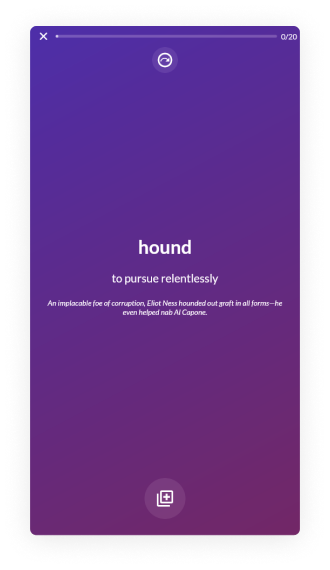 0/20
hound
to pursue relentlessly
An implacable foe of corruption, Eliot Ness hounded out graft in all forms—he
even helped nab Al Capone.